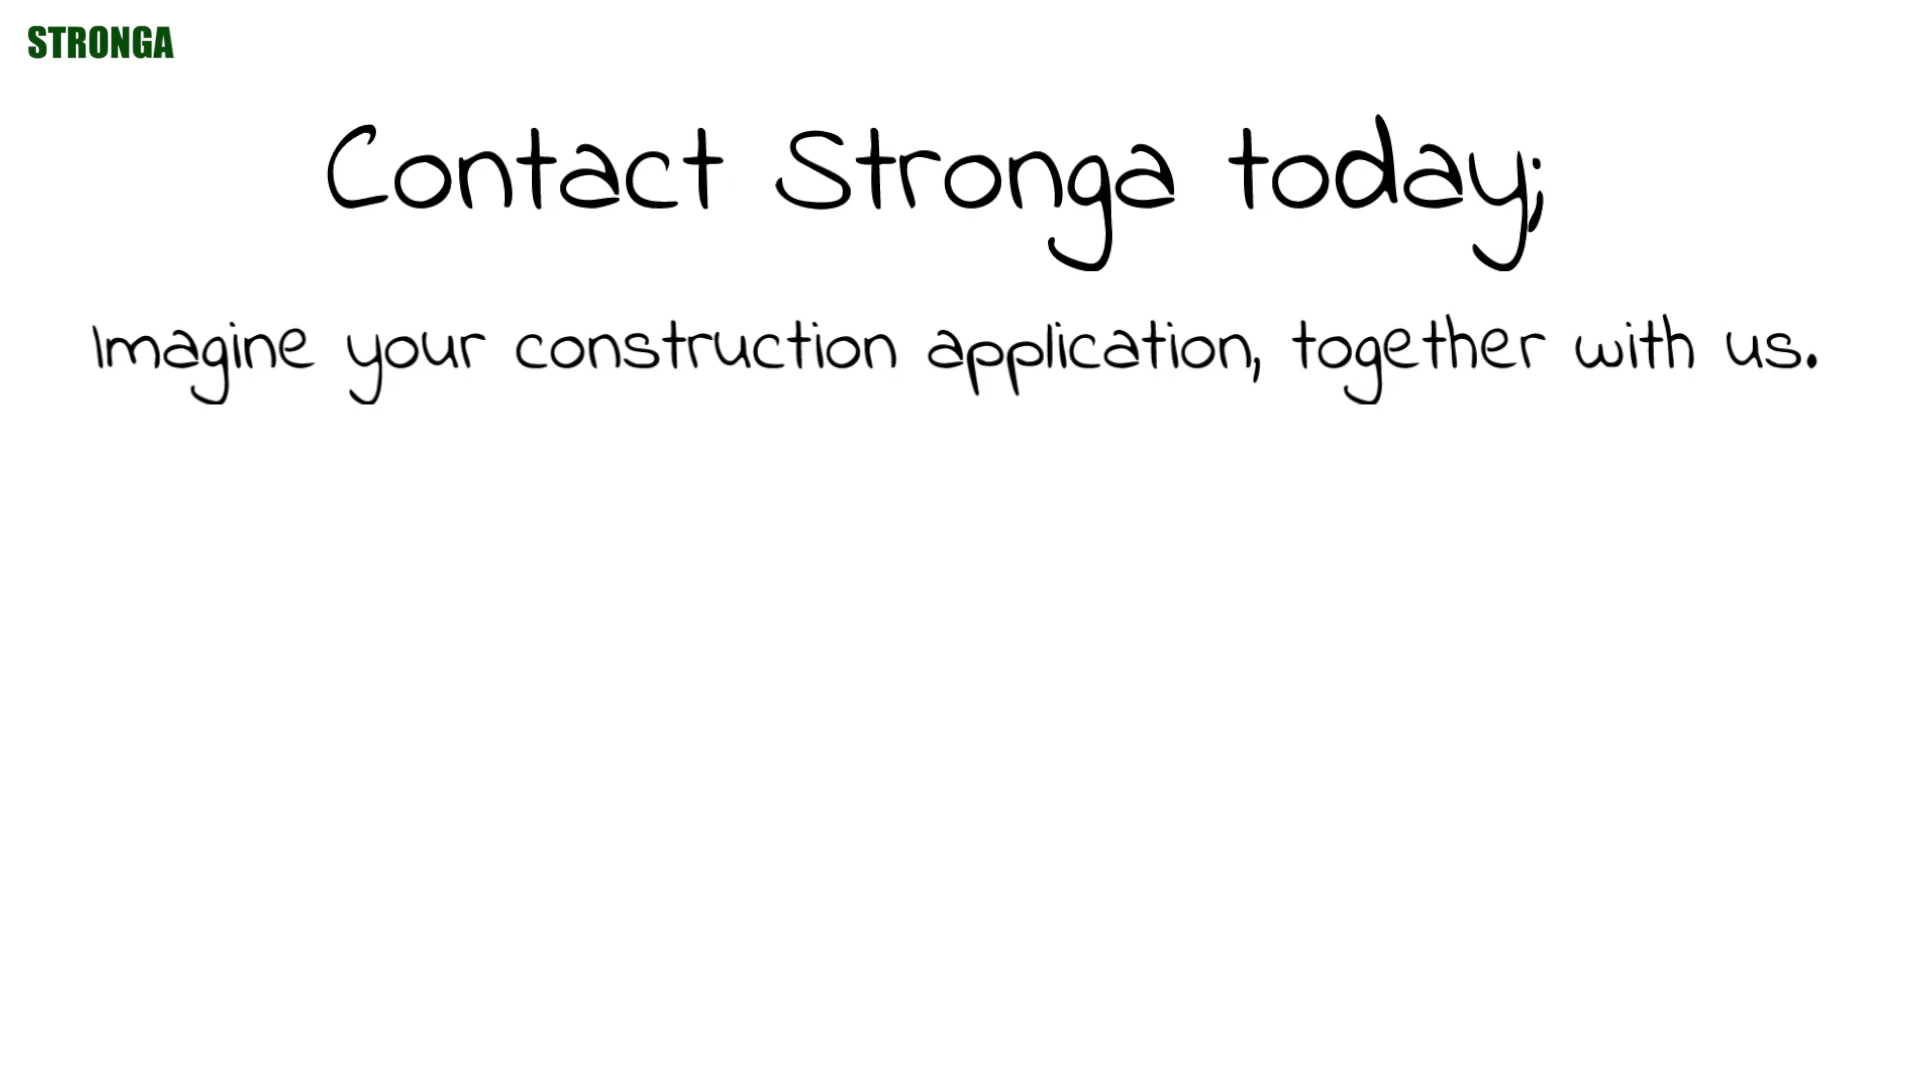 STRONGA
Contact Stronga today;
Imagine your construction application, together with us.